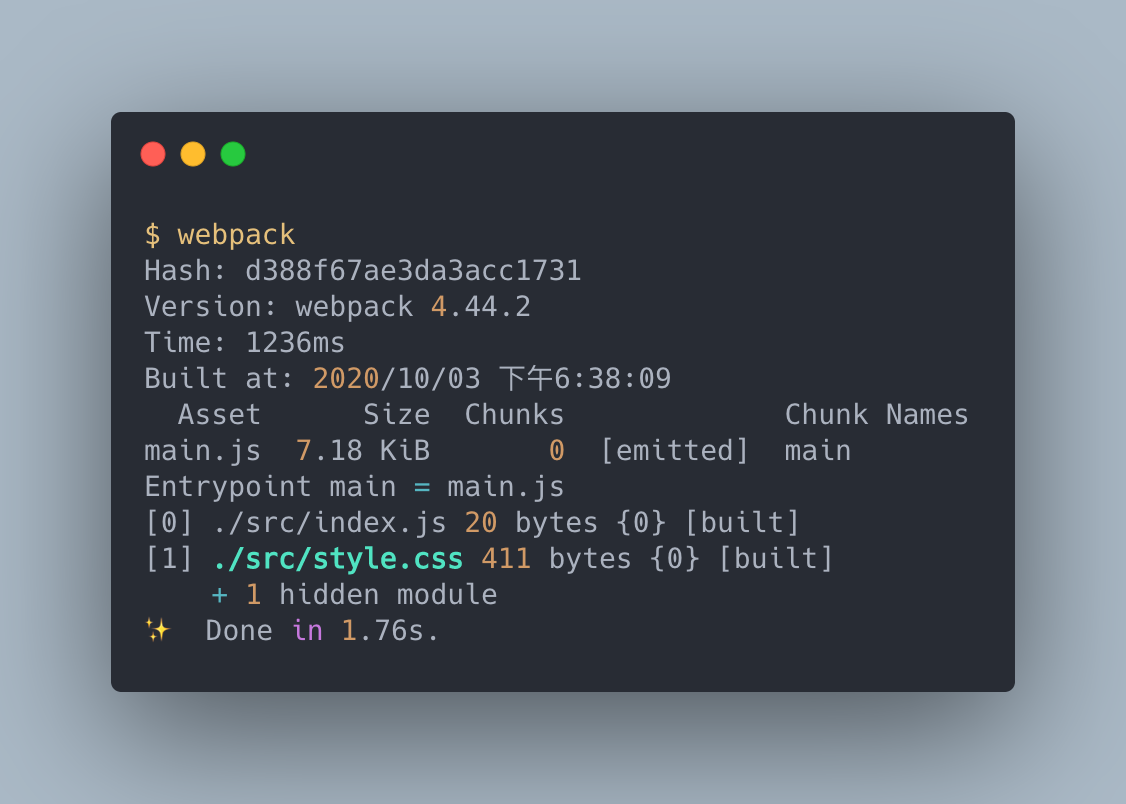 $ webpack
Hash: d388f67ae3da3acc1731
Version: webpack 4.44.2
Time: 1236ms
Built at: 2020/10/03 下午6:38:09
  Asset      Size  Chunks             Chunk Names
main.js  7.18 KiB       0  [emitted]  main
Entrypoint main = main.js
[0] ./src/index.js 20 bytes {0} [built]
[1] ./src/style.css 411 bytes {0} [built]
    + 1 hidden module
✨  Done in 1.76s.